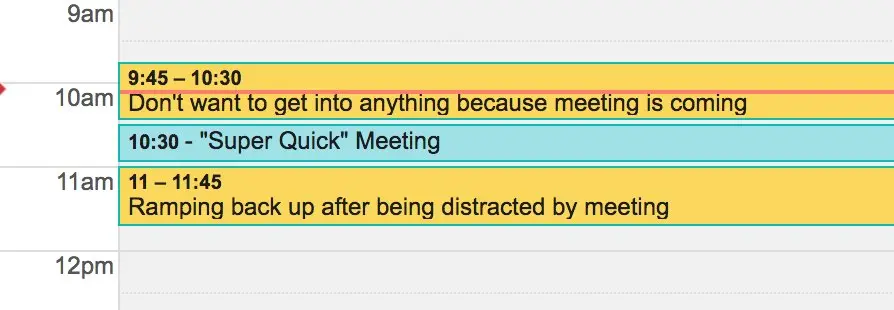 9am
9:45 – 10:30
10am
Don't want to get into anything because meeting is coming
10:30 - "Super Quick" Meeting
11am
11 – 11:45
Ramping back up after being distracted by meeting
12pm